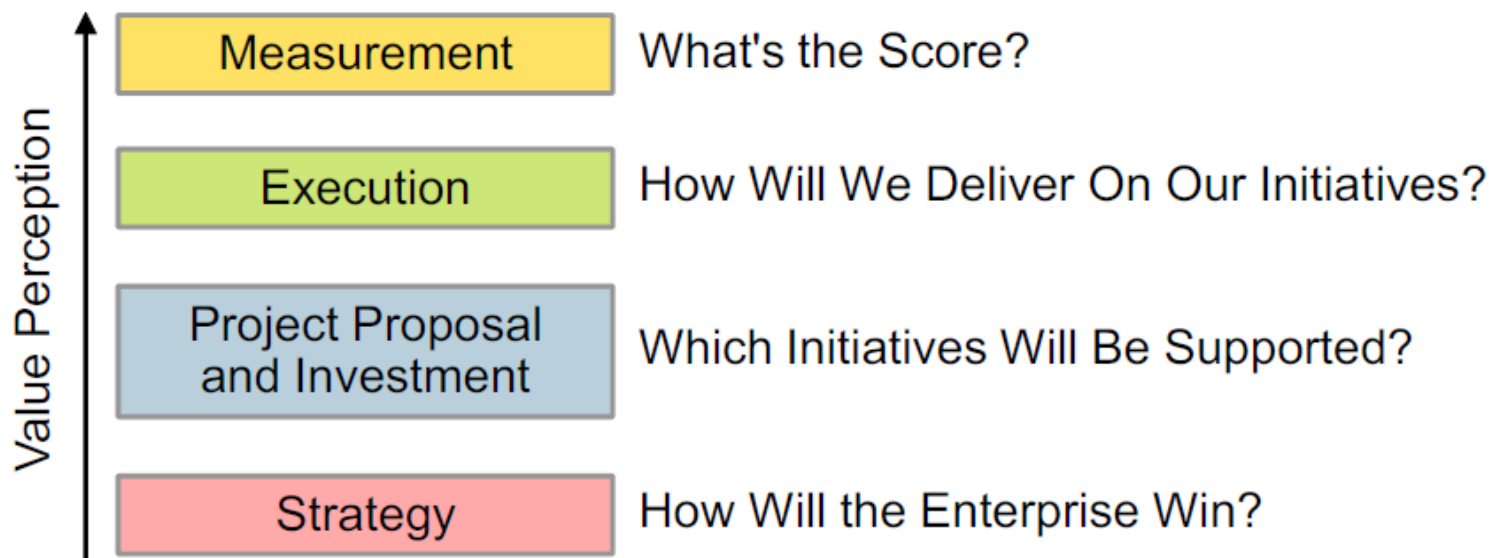 Value Perception
Measurement
What's the Score?
Execution
How Will We Deliver On Our Initiatives?
Project Proposal
and Investment
Which Initiatives Will Be Supported?
Strategy
How Will the Enterprise Win?